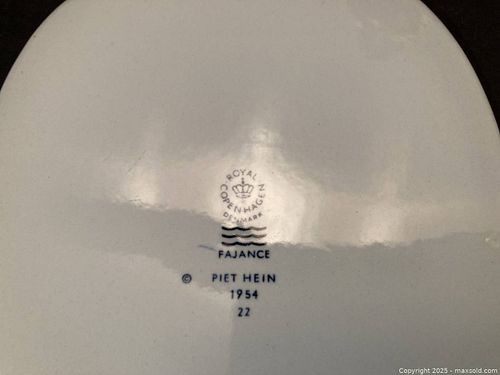 ROYAL
COPENHAGEN
DENMARK
FAJANCE
© PIET HEIN
1954
22
Copyright 2025 - maxsold.com